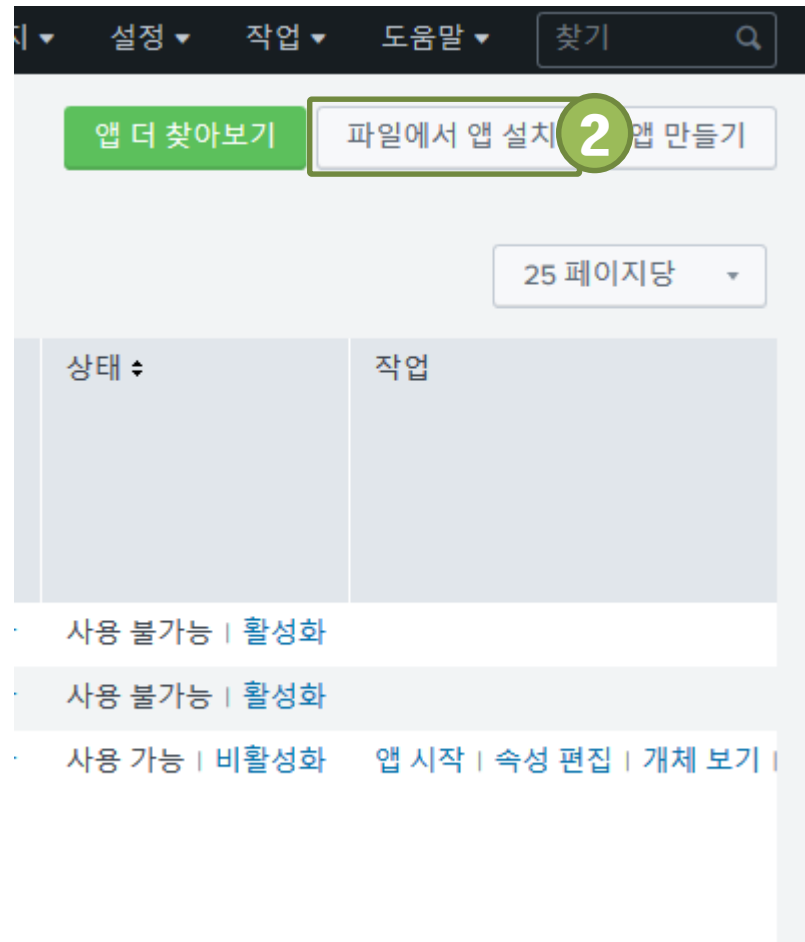 지 설정 작업 도움말 찾기
앱 더 찾아보기 파일에서 앱 설치 2 앱 만들기
25 페이지당
상태 작업
사용 불가능 | 활성화
사용 불가능 | 활성화
사용 가능 | 비활성화 앱 시작 | 속성 편집 | 개체 보기 |